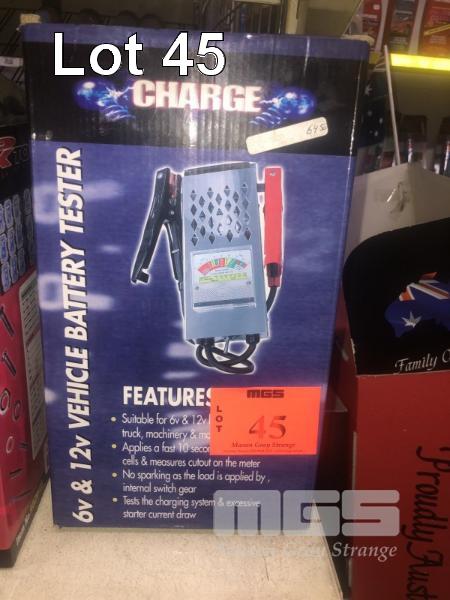 Lot 45
CHARGE
6450
6v & 12v VEHICLE BATTERY TESTER
FEATURES
MGS
LOT
45
Mason Gray Strange
• Suitable for 6v & 12v
truck, machinery &
• Applies a fast 10
cells & measures cutout on the meter
• No sparking as the load is applied by
internal switch gear
• Tests the charging system & excessive
starter current draw
MGS
Mason Gray Strange
Family
Proudly